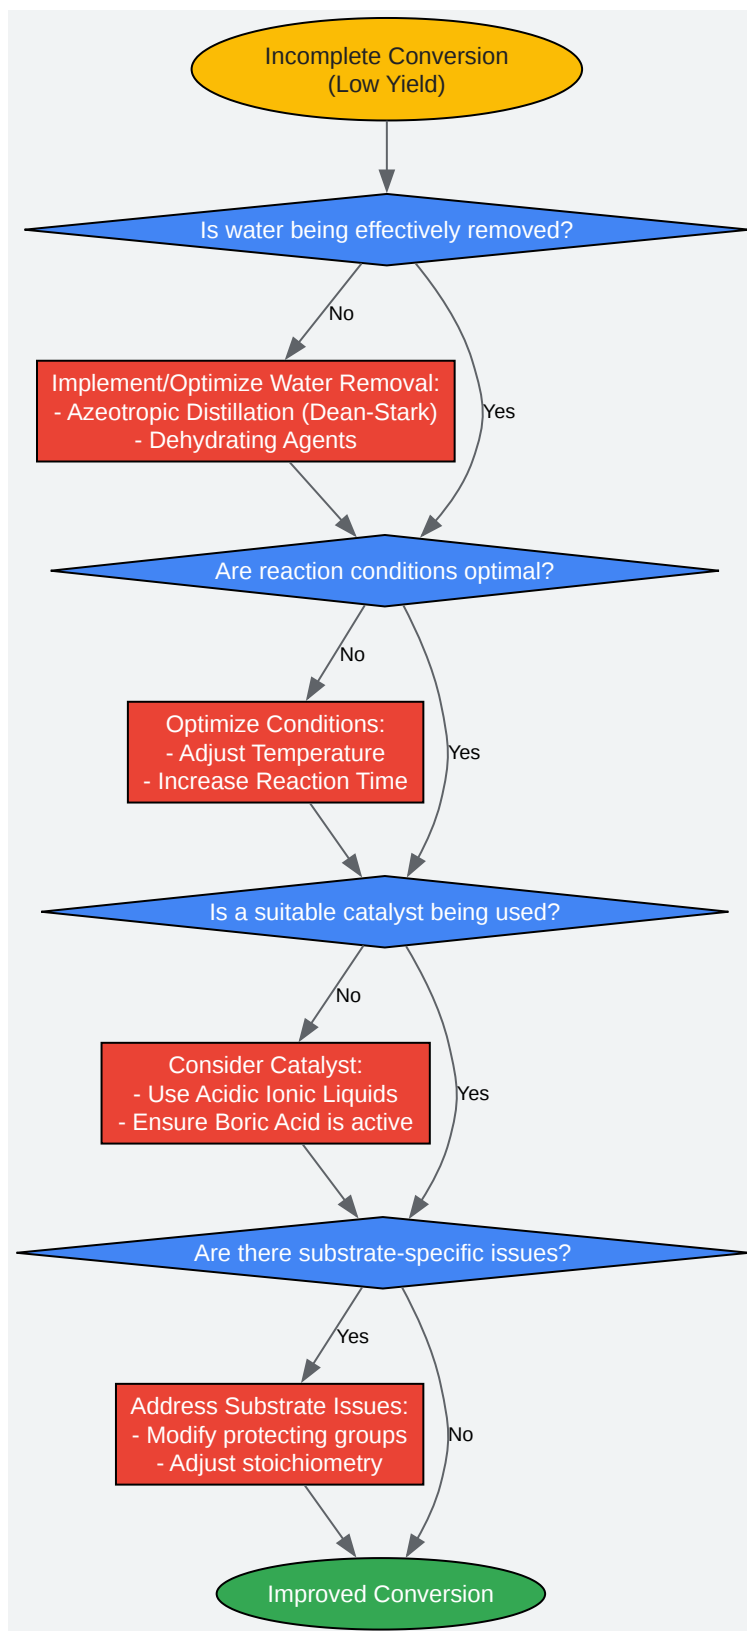 Incomplete Conversion
(Low Yield)
Is water being effectively removed?
No
Implement/Optimize Water Removal:
- Azeotropic Distillation (Dean-Stark)
- Dehydrating Agents
Yes
Are reaction conditions optimal?
No
Optimize Conditions:
- Adjust Temperature
- Increase Reaction Time
Yes
Is a suitable catalyst being used?
No
Consider Catalyst:
- Use Acidic Ionic Liquids
- Ensure Boric Acid is active
Yes
Are there substrate-specific issues?
Yes
Address Substrate Issues:
- Modify protecting groups
- Adjust stoichiometry
No
Improved Conversion